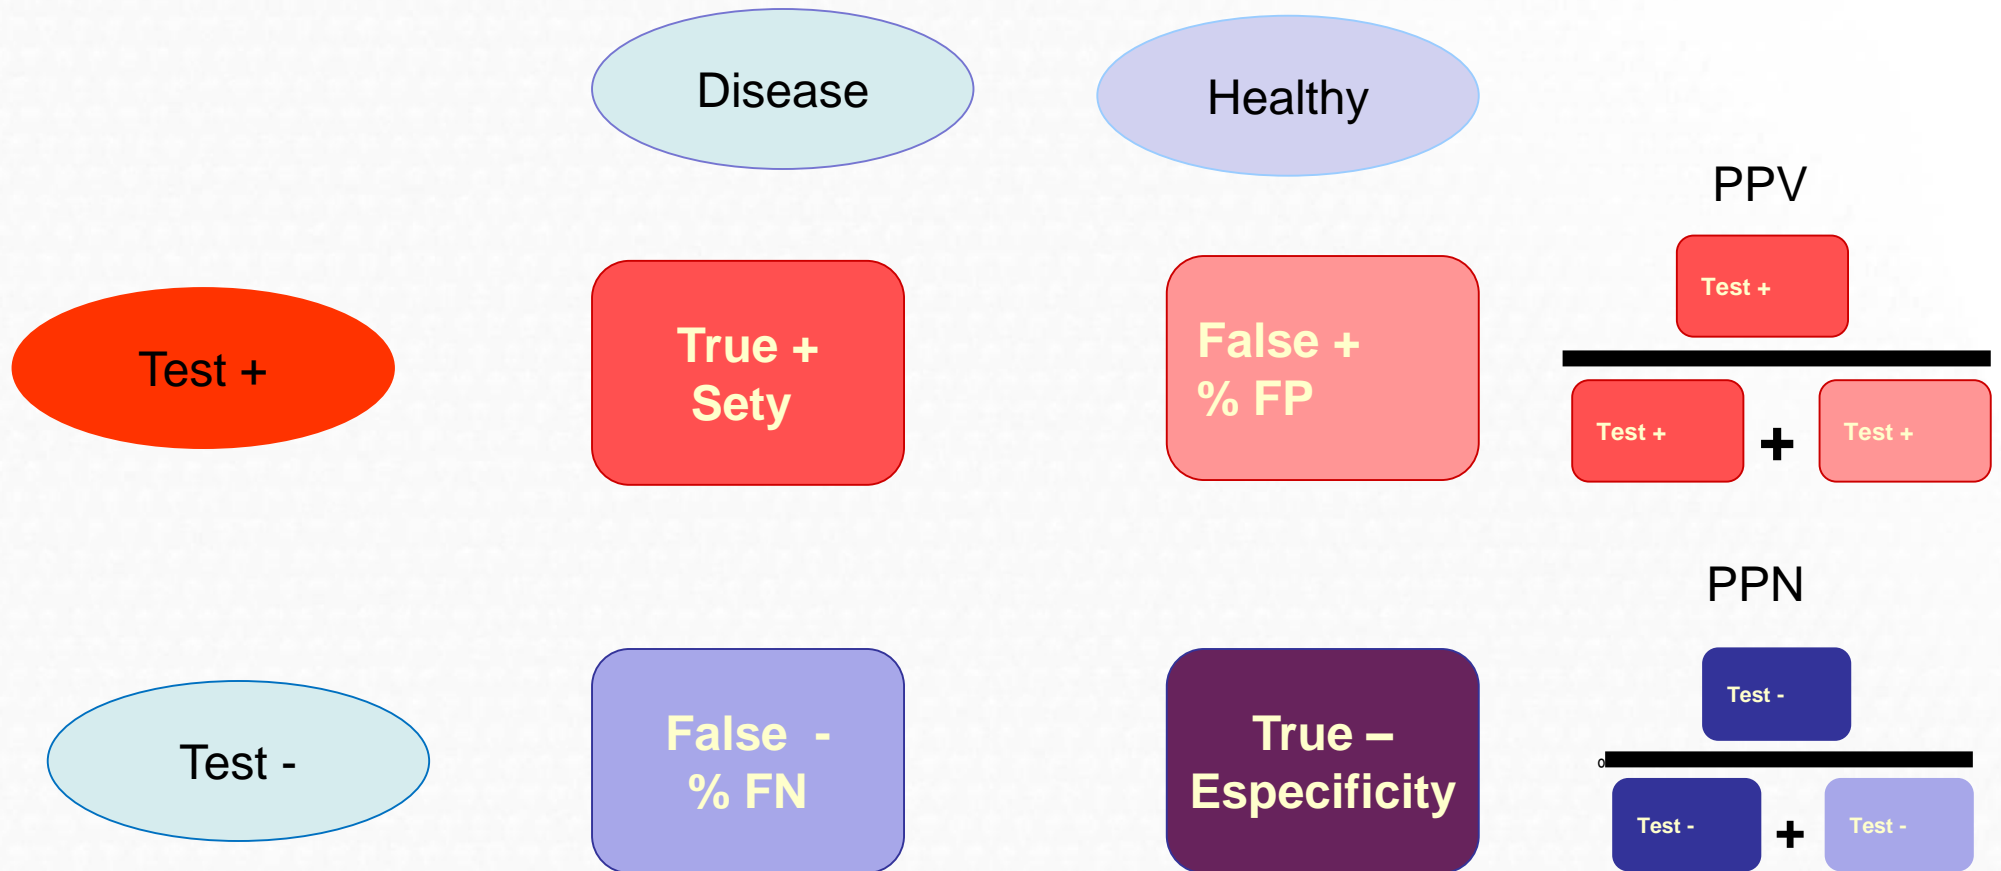 Disease
Healthy
PPV
Test +
True +
Sety
False +
% FP
Test +
Test +
+
Test +
PPN
Test -
False -
% FN
True –
Especificity
Test -
o
Test -
+
Test -